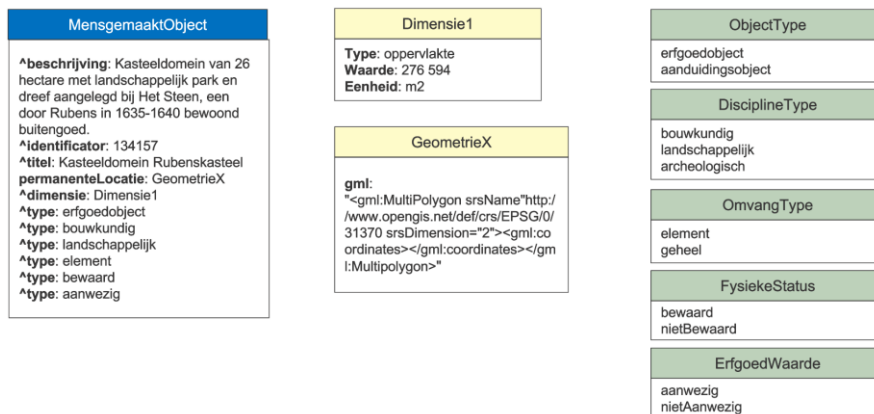 MensgemaaktObject
^beschrijving: Kasteeldomein van 26
hectare met landschappelijk park en
dreef aangelegd bij Het Steen, een
door Rubens in 1635-1640 bewoond
buitengoed.
^identificator: 134157
^titel: Kasteeldomein Rubenskasteel
permanenteLocatie: GeometrieX
^dimensie: Dimensie1
^type: erfgoedobject
^type: bouwkundig
^type: landschappelijk
^type: element
^type: bewaard
^type: aanwezig
Dimensie1
Type: oppervlakte
Waarde: 276 594
Eenheid: m2
GeometrieX
gml:
"<gml:MultiPolygon srsName"http:/
/www.opengis.net/def/crs/EPSG/0/
31370 srsDimension="2"><gml:co
ordinates></gml:coordinates></gm
l:Multipolygon>"
ObjectType
erfgoedobject
aanduidingsobject
DisciplineType
bouwkundig
landschappelijk
archeologisch
OmvangType
element
geheel
FysiekeStatus
bewaard
nietBewaard
ErfgoedWaarde
aanwezig
nietAanwezig